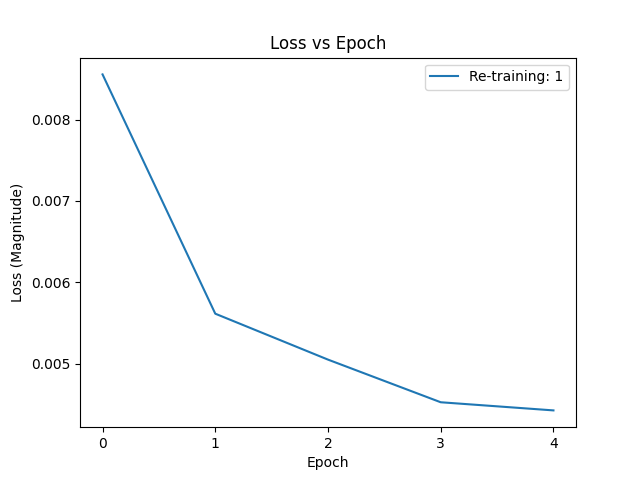 Loss vs Epoch
Re-training: 1
Loss (Magnitude)
0.008
0.007
0.006
0.005
0 1 2 3 4
Epoch